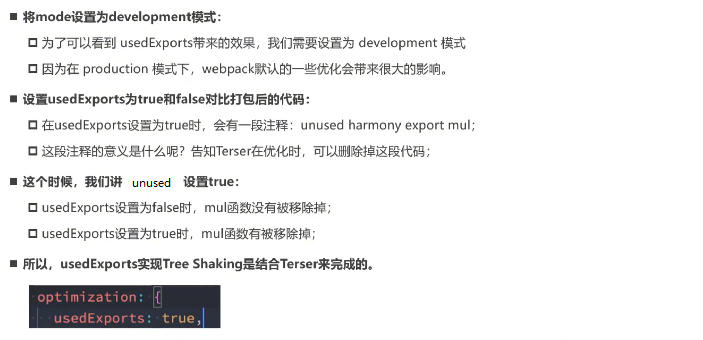 将mode设置为development模式：
为了可以看到 usedExports带来的效果，我们需要设置为 development 模式
因为在 production 模式下，webpack默认的一些优化会带来很大的影响。
设置usedExports为true和false对比打包后的代码：
在usedExports设置为true时，会有一段注释：unused harmony export mul；
这段注释的意义是什么呢？告知Terser在优化时，可以删除掉这段代码；
这个时候，我们讲 unused 设置true：
usedExports设置为false时，mul函数没有被移除掉；
usedExports设置为true时，mul函数有被移除掉；
所以，usedExports实现Tree Shaking是结合Terser来完成的。
optimization: {
usedExports: true,